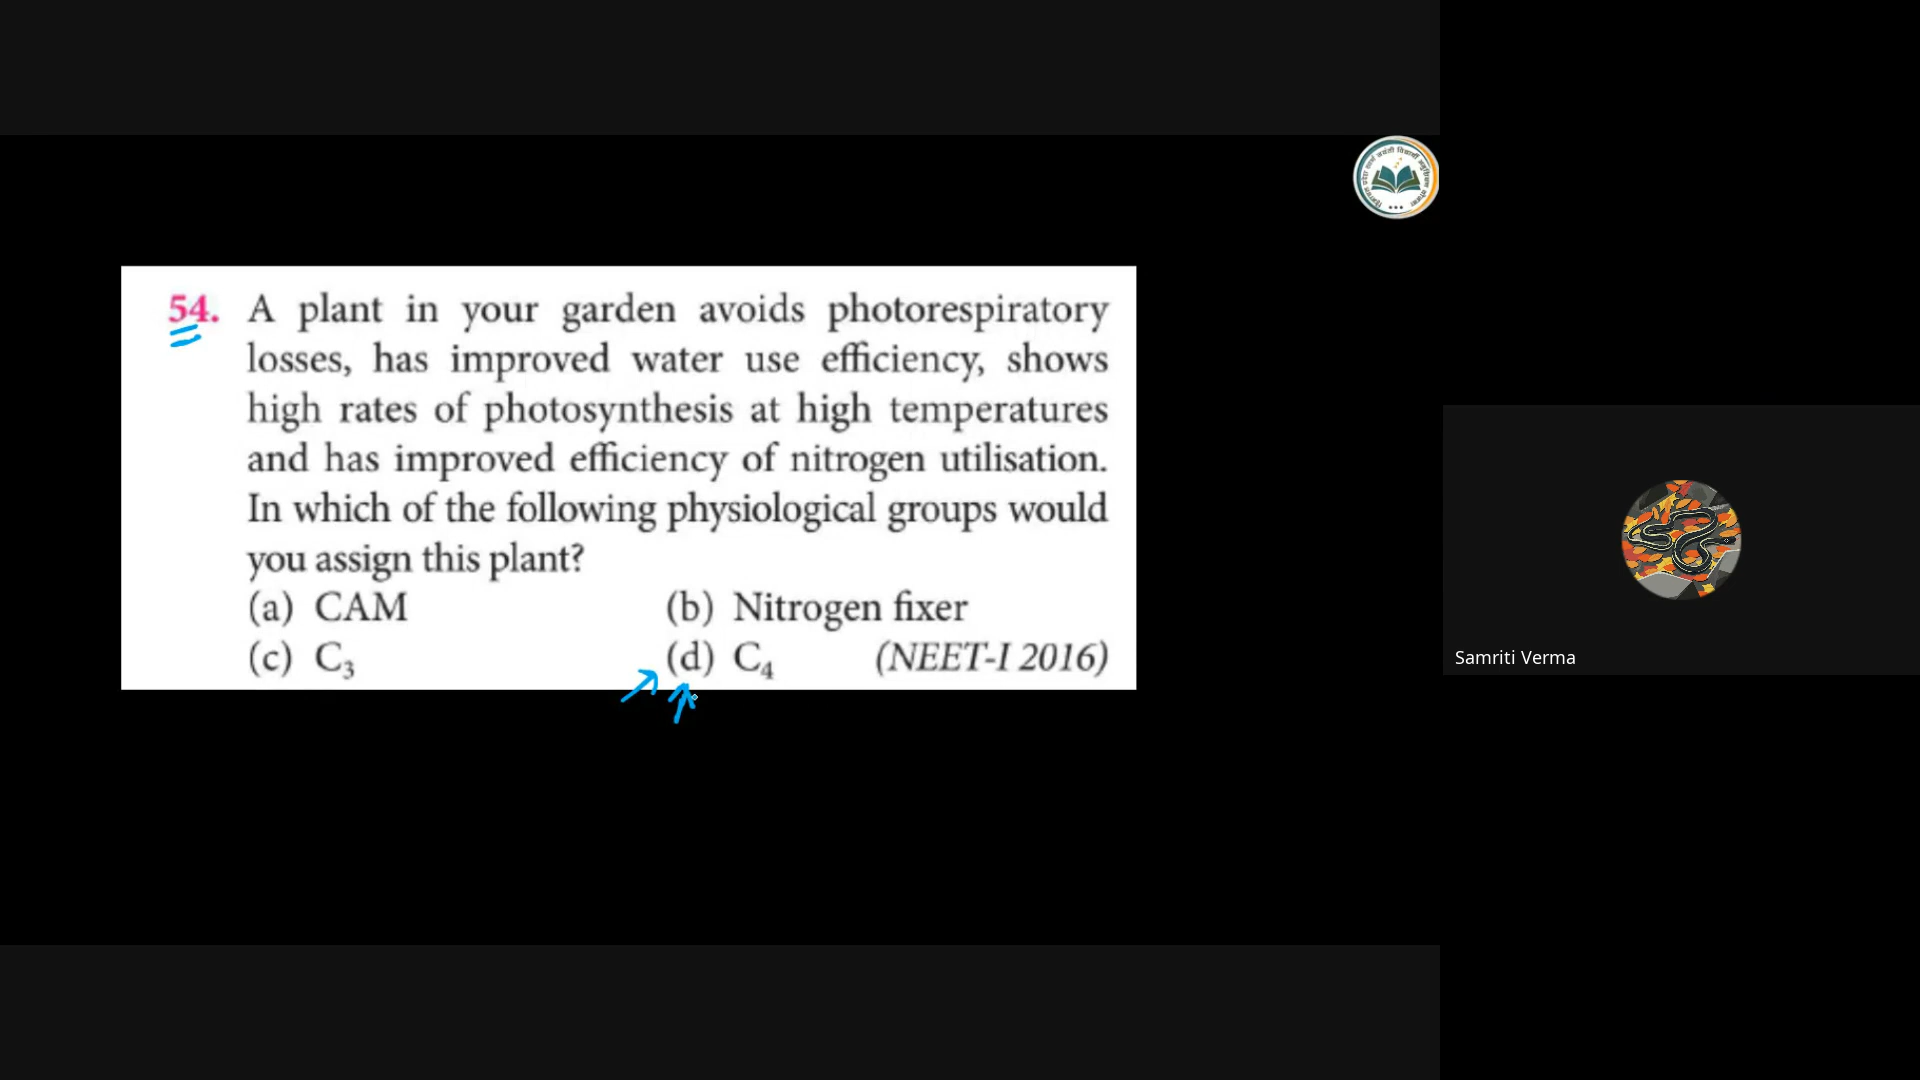 54. A plant in your garden avoids photorespiratory
losses, has improved water use efficiency, shows
high rates of photosynthesis at high temperatures
and has improved efficiency of nitrogen utilisation.
In which of the following physiological groups would
you assign this plant?
(a) CAM (b) Nitrogen fixer
(c) C₃ (d) C₄ (NEET-I 2016)
Samriti Verma